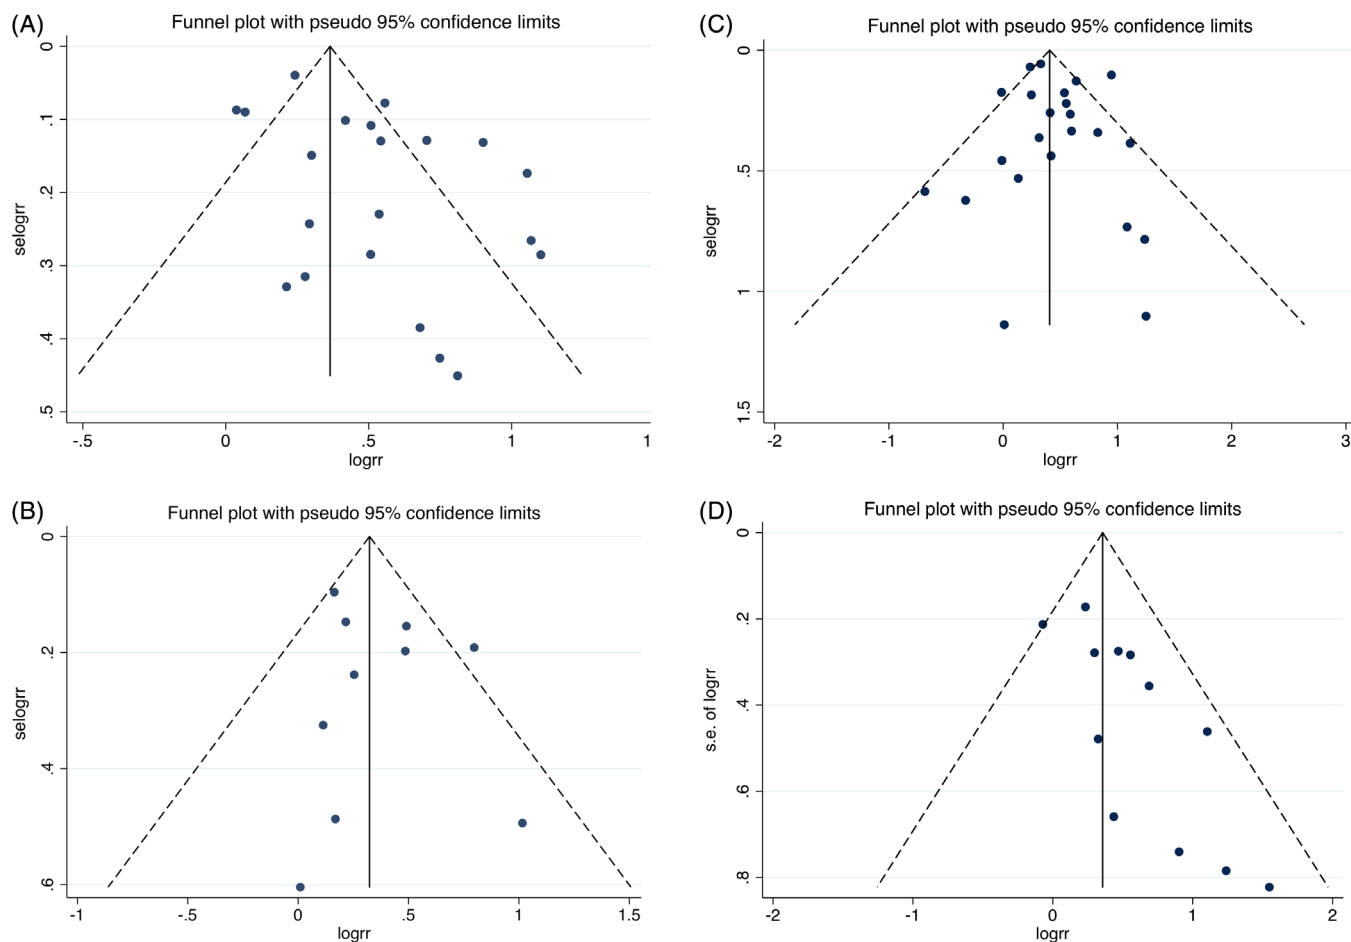 (A)
Funnel plot with pseudo 95% confidence limits
selogrr
0
.1
.2
.3
.4
.5
-.5
0
.5
1
1
logrr
(C)
Funnel plot with pseudo 95% confidence limits
selogrr
0
.5
1
1.5
-2
-1
0
1
2
3
logrr
(B)
Funnel plot with pseudo 95% confidence limits
selogrr
0
.2
.4
.6
-1
-.5
0
.5
1
1.5
logrr
(D)
Funnel plot with pseudo 95% confidence limits
s.e. of logrr
0
.2
.4
.6
.8
-2
-1
0
1
2
logrr